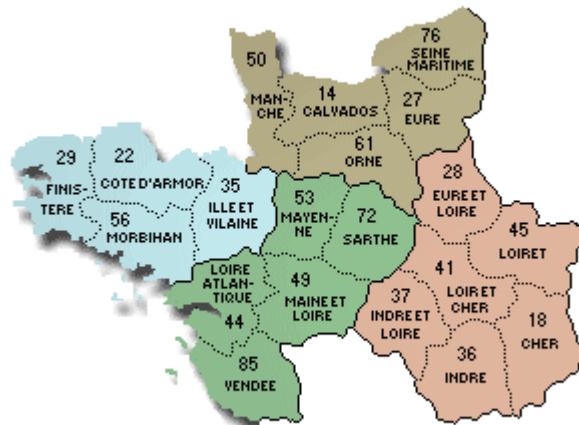 76
SEINE
MARITIME
50
MAN-
CHE
14
CALVADOS
27
EURE
61
ORNE
29
FINIS-
TERE
22
COTE D'ARMOR
35
ILLE ET
VILAINE
56
MORBIHAN
53
MAYEN-
NE
72
SARTHE
28
EURE ET
LOIRE
45
LOIRET
41
LOIR ET
CHER
LOIRE
ATLAN-
TIQUE
44
49
MAINE ET
LOIRE
37
INDRE ET
LOIRE
18
CHER
36
INDRE
85
VENDEE